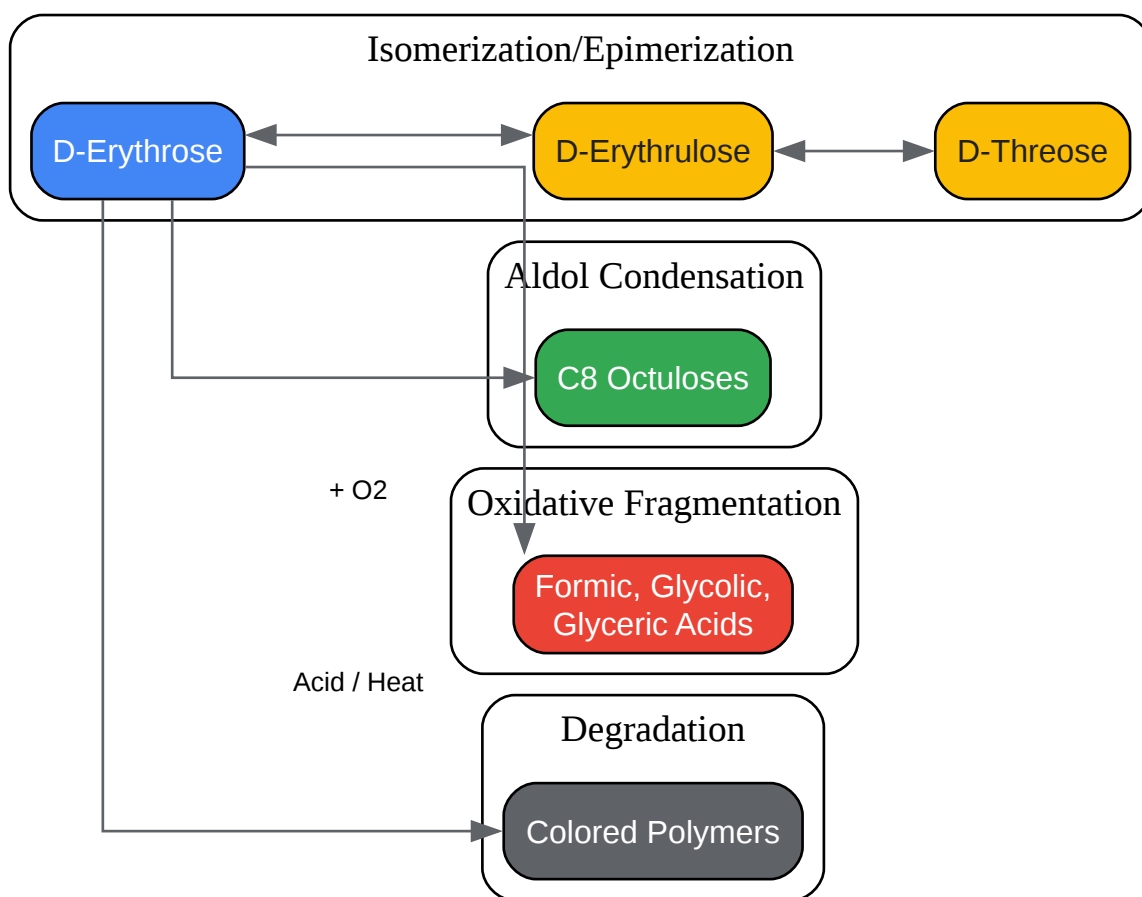 Isomerization/Epimerization
D-Erythrose
D-Erythrulose
D-Threose
Aldol Condensation
C8 Octuloses
+ O2
Oxidative Fragmentation
Formic, Glycolic,
Glyceric Acids
Acid / Heat
Degradation
Colored Polymers